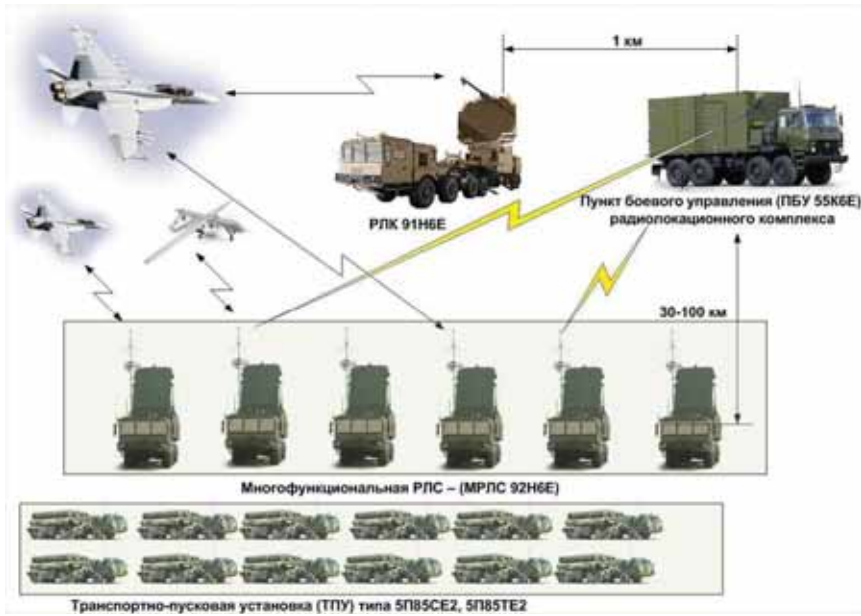 1 км
РЛК 91Н6Е
Пункт боевого управления (ПБУ 55К6Е)
радиолокационного комплекса
30-100 км
Многофункциональная РЛС – (МРЛС 92Н6Е)
Транспортно-пусковая установка (ТПУ) типа 5П85СЕ2, 5П85ТЕ2